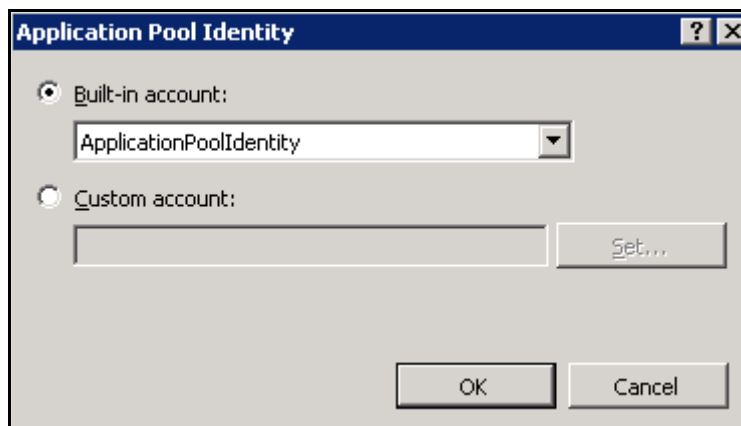 Application Pool Identity
Built-in account:
ApplicationPoolIdentity
Custom account:
Set...
OK Cancel